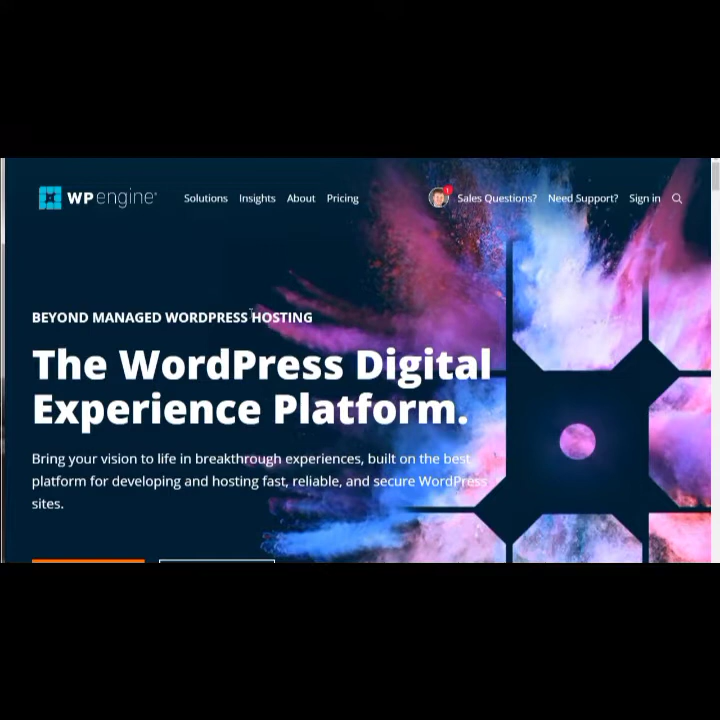 WP engine
Solutions Insights About Pricing
1 Sales Questions? Need Support? Sign in
BEYOND MANAGED WORDPRESS HOSTING
The WordPress Digital
Experience Platform.
Bring your vision to life in breakthrough experiences, built on the best
platform for developing and hosting fast, reliable, and secure WordPress
sites.